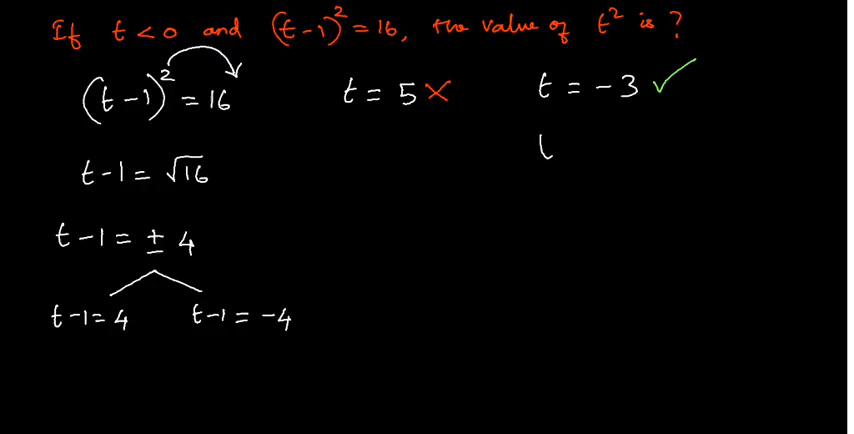 If t < 0 and (t-1)² = 16, the value of t² is ?
(t-1)² = 16
t = 5 ×
t = -3 ✓
t-1 = √16
t-1 = ± 4
t-1 = 4
t-1 = -4